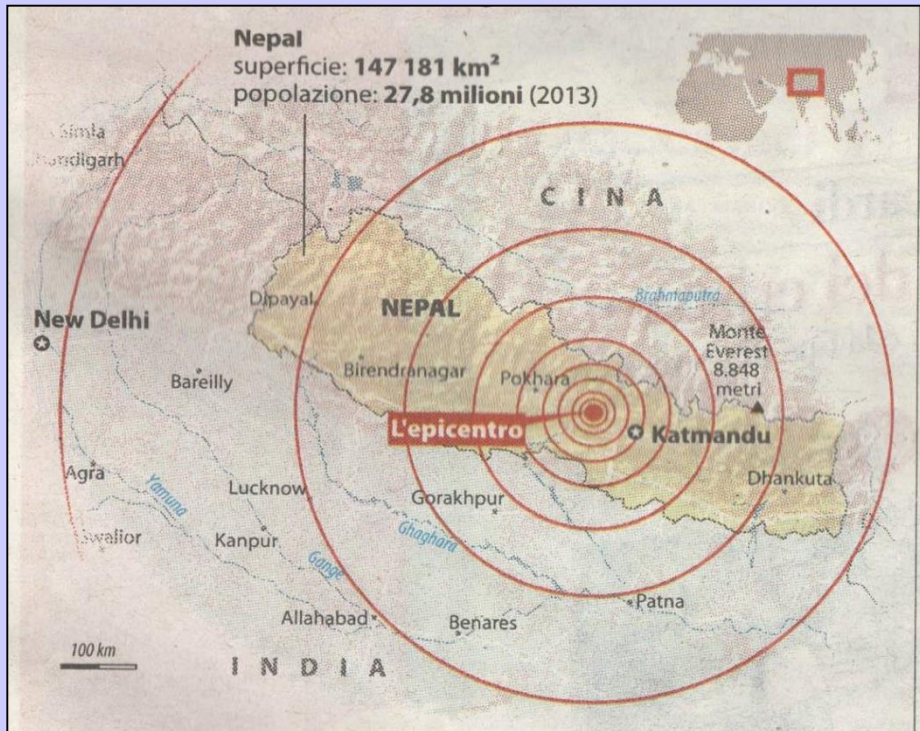 Nepal
superficie: 147 181 km²
popolazione: 27,8 milioni (2013)
Simla
CINA
Brahmaputra
Dipayal
NEPAL
New Delhi
Monte
Everest
8.848
metri
Bareilly
Birendranagar
Pokhara
L'epicentro
Katmandu
Agra
Yamuna
Lucknow
Gorakhpur
Dhankuta
Kanpur
Ghaghara
Gange
Allahabad
Benares
Patna
100 km
INDIA